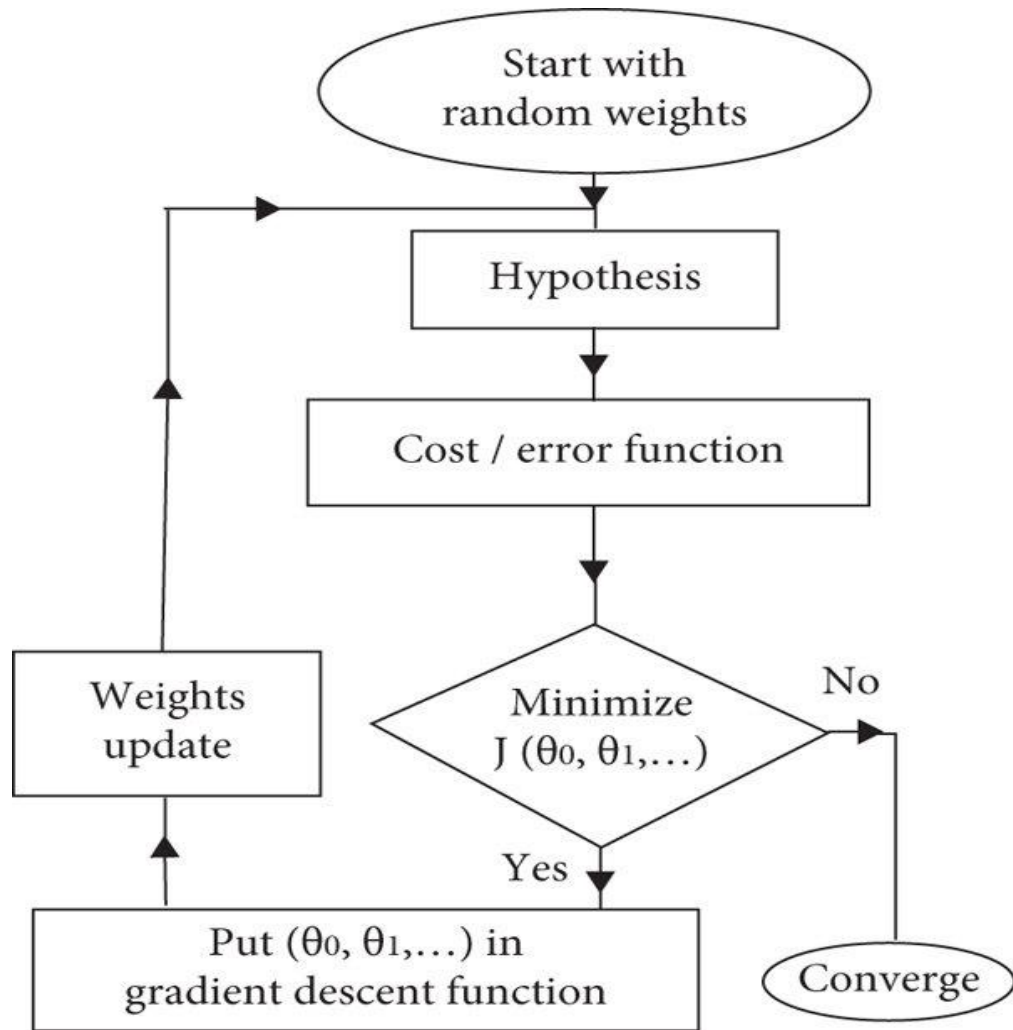 Start with
random weights
Hypothesis
Cost / error function
Minimize
J (θ0, θ1,...)
No
Yes
Weights
update
Put (θ0, θ1,...) in
gradient descent function
Converge